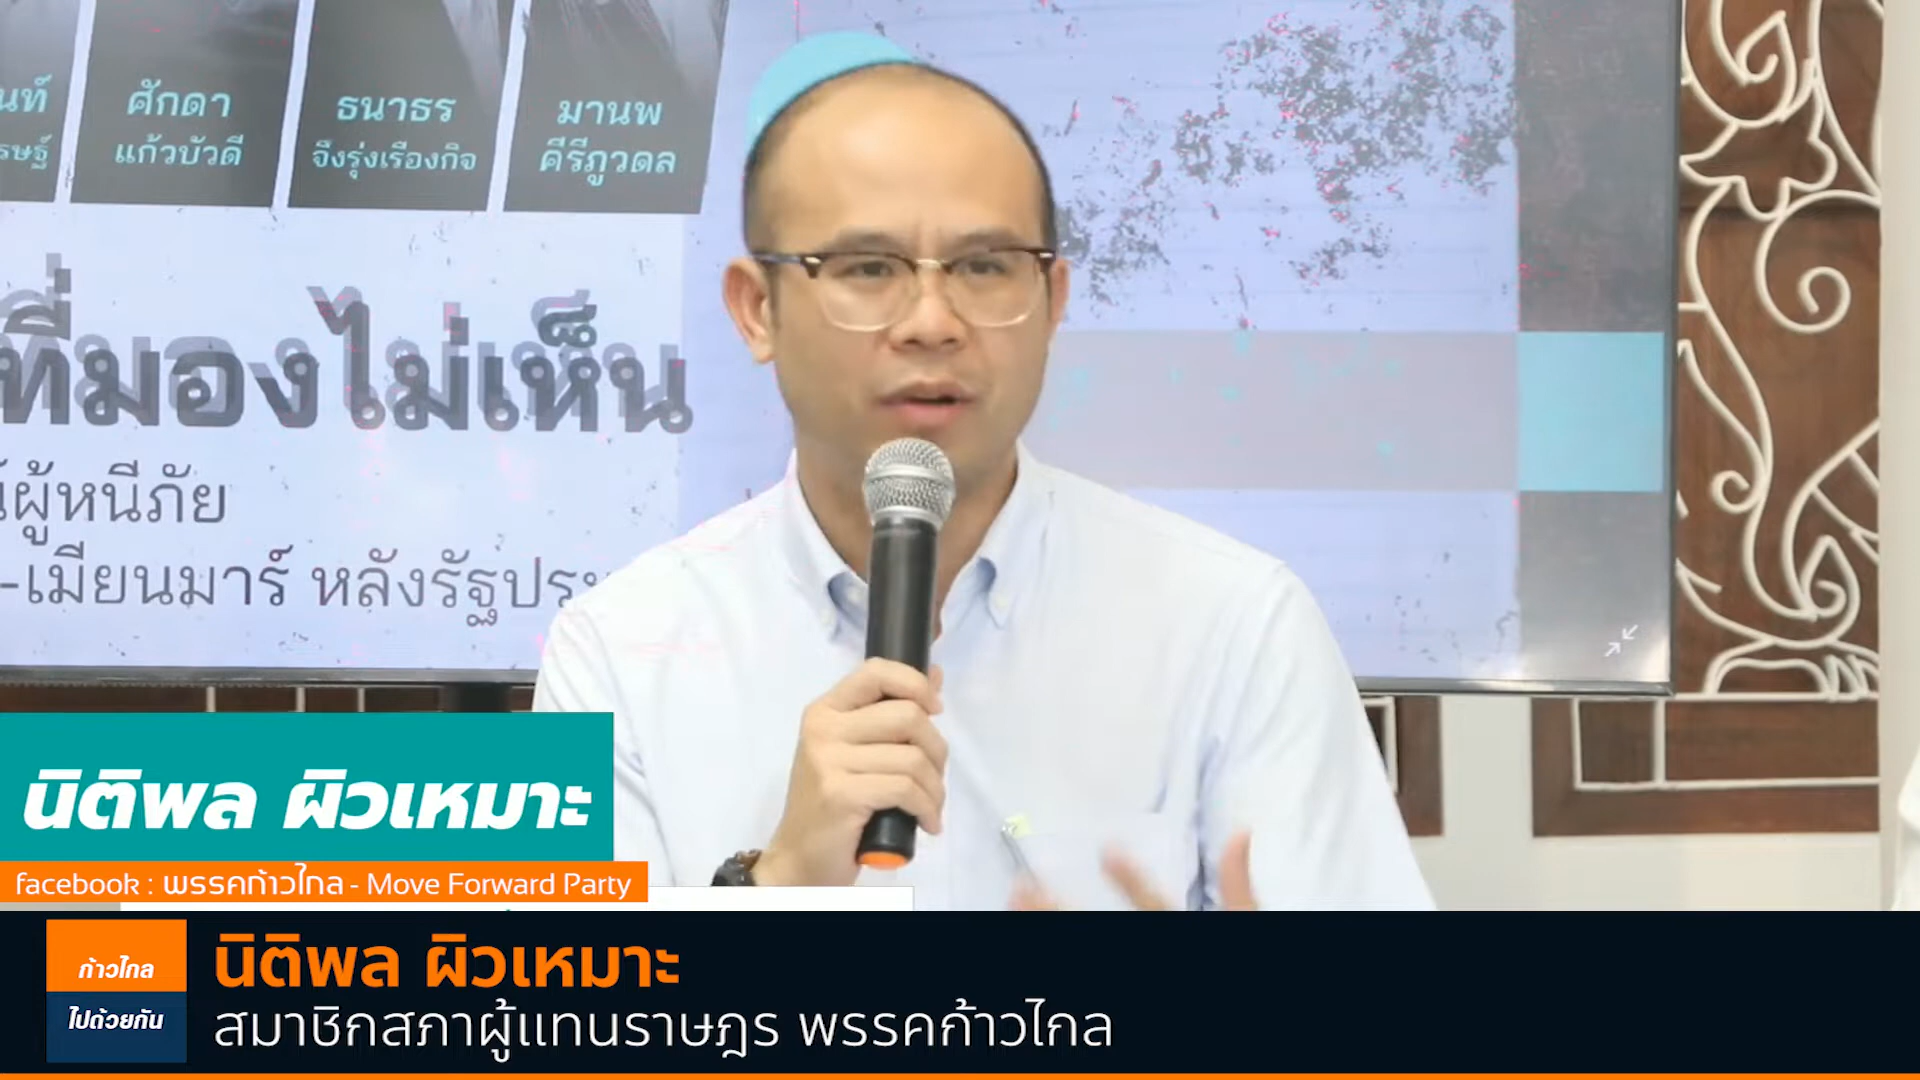 ศักดา
แก้วบัวดี
ธนาธร
จึงรุ่งเรืองกิจ
มานพ
คีรีภูวดล
ที่มองไม่เห็น
ผู้หนีภัย
-เมียนมาร์ หลังรัฐประ
นิติพล ผิวเหมาะ
facebook : พรรคก้าวไกล - Move Forward Party
ก้าวไกล
ไปด้วยกัน
นิติพล ผิวเหมาะ
สมาชิกสภาผู้แทนราษฎร พรรคก้าวไกล